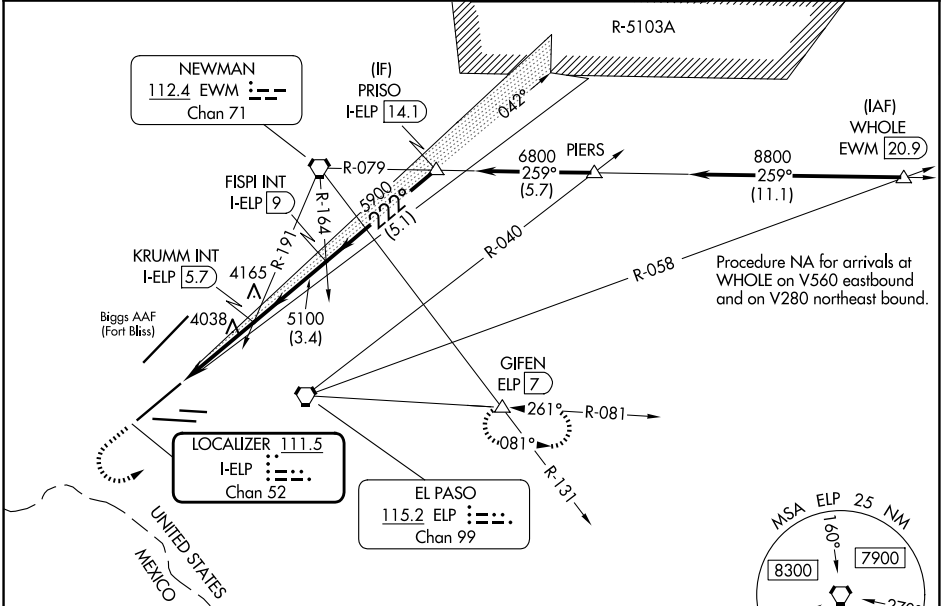 R-5103A
NEWMAN
112.4 EWM
Chan 71
(IF)
PRISO
I-ELP 14.1
042°
(IAF)
WHOLE
EWM 20.9
R-079
6800
259°
(5.7)
PIERS
8800
259°
(11.1)
FISPI INT
I-ELP 9
R-164
5900
222°
(5.1)
R-191
R-040
R-058
KRUMM INT
I-ELP 5.7
4165
Procedure NA for arrivals at
WHOLE on V560 eastbound
and on V280 northeast bound.
Biggs AAF
(Fort Bliss)
4038
5100
(3.4)
GIFEN
ELP 7
261°
R-081
081°
R-131
LOCALIZER 111.5
I-ELP
Chan 52
EL PASO
115.2 ELP
Chan 99
UNITED STATES
MEXICO
MSA ELP 25 NM
160°
8300
7900